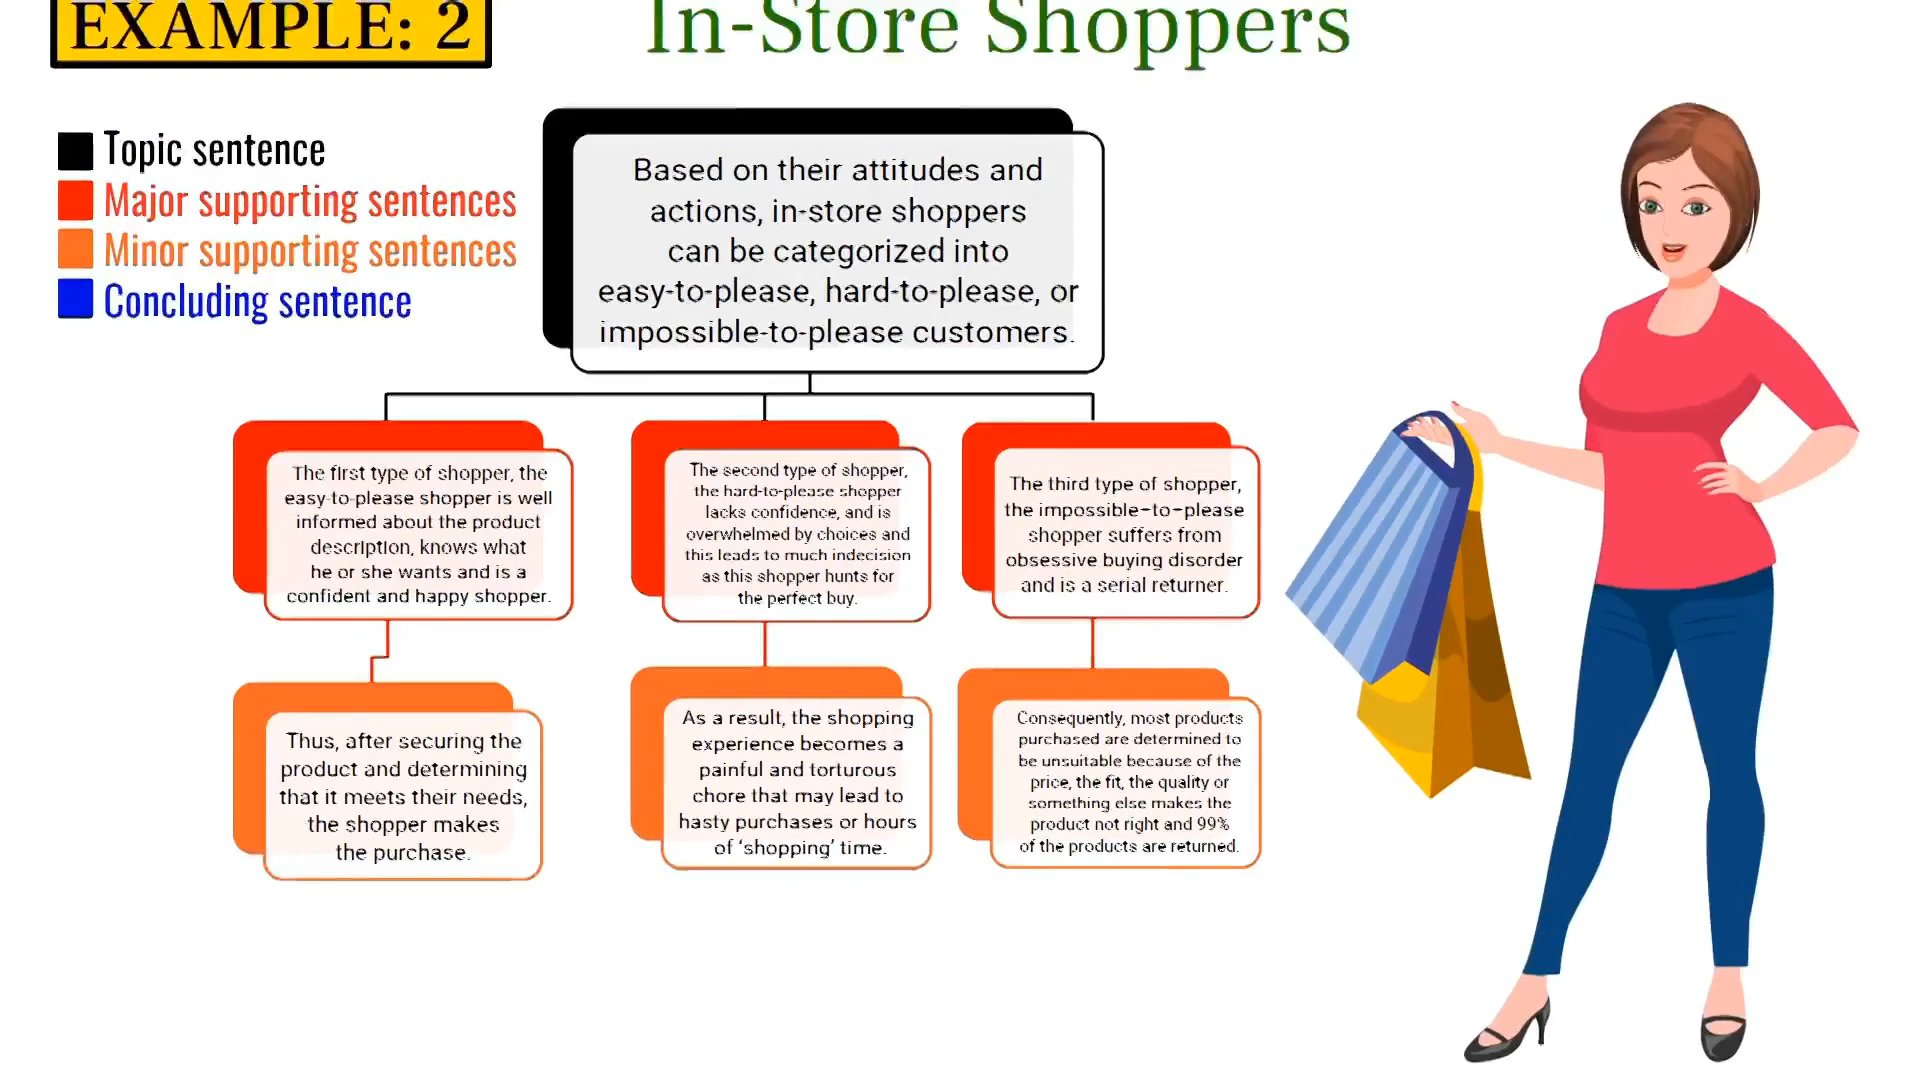 EXAMPLE: 2
In-Store Shoppers
Topic sentence
Major supporting sentences
Minor supporting sentences
Concluding sentence
Based on their attitudes and
actions, in-store shoppers
can be categorized into
easy-to-please, hard-to-please, or
impossible-to-please customers.
The first type of shopper, the
easy-to-please shopper is well
informed about the product
description, knows what
he or she wants and is a
confident and happy shopper.
The second type of shopper,
the hard-to-please shopper
lacks confidence, and is
overwhelmed by choices and
this leads to much indecision
as this shopper hunts for
the perfect buy.
The third type of shopper,
the impossible-to-please
shopper suffers from
obsessive buying disorder
and is a serial returner.
Thus, after securing the
product and determining
that it meets their needs,
the shopper makes
the purchase.
As a result, the shopping
experience becomes a
painful and torturous
chore that may lead to
hasty purchases or hours
of ‘shopping’ time.
Consequently, most products
purchased are determined to
be unsuitable because of the
price, the fit, the quality or
something else makes the
product not right and 99%
of the products are returned.